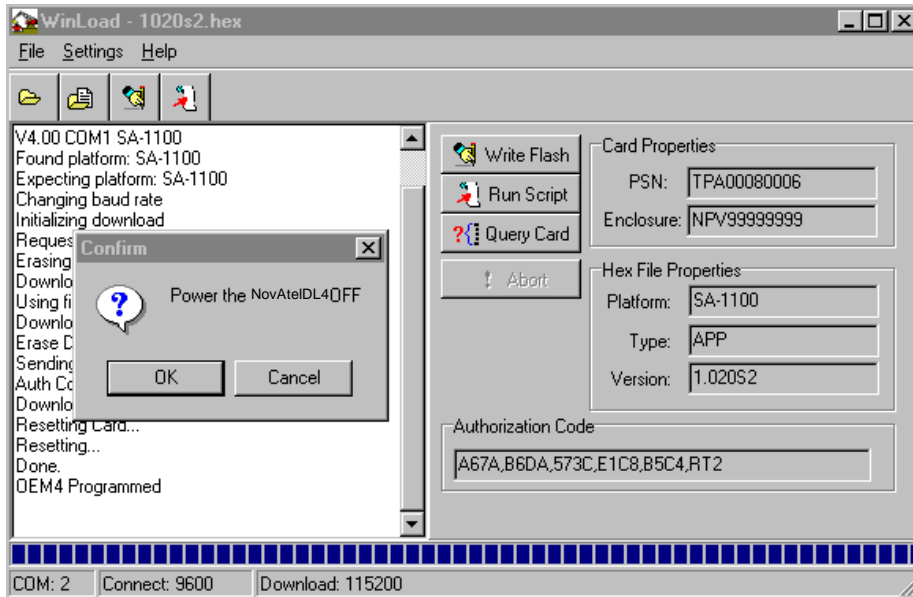 WinLoad - 1020s2.hex
File Settings Help
V4.00 COM1 SA-1100
Found platform: SA-1100
Expecting platform: SA-1100
Changing baud rate
Initializing download
Reques
Erasing
Downlo
Using fi
Downlo
Erase D
Sending
Auth Co
Downlo
Resetting Card...
Resetting...
Done.
OEM4 Programmed
Confirm
Power the NovAtelDL4OFF
OK Cancel
Write Flash
Run Script
Query Card
Abort
Card Properties
PSN: TPA00080006
Enclosure: NPV99999999
Hex File Properties
Platform: SA-1100
Type: APP
Version: 1.020S2
Authorization Code
A67A,B6DA,573C,E1C8,B5C4,RT2
COM: 2 Connect: 9600 Download: 115200